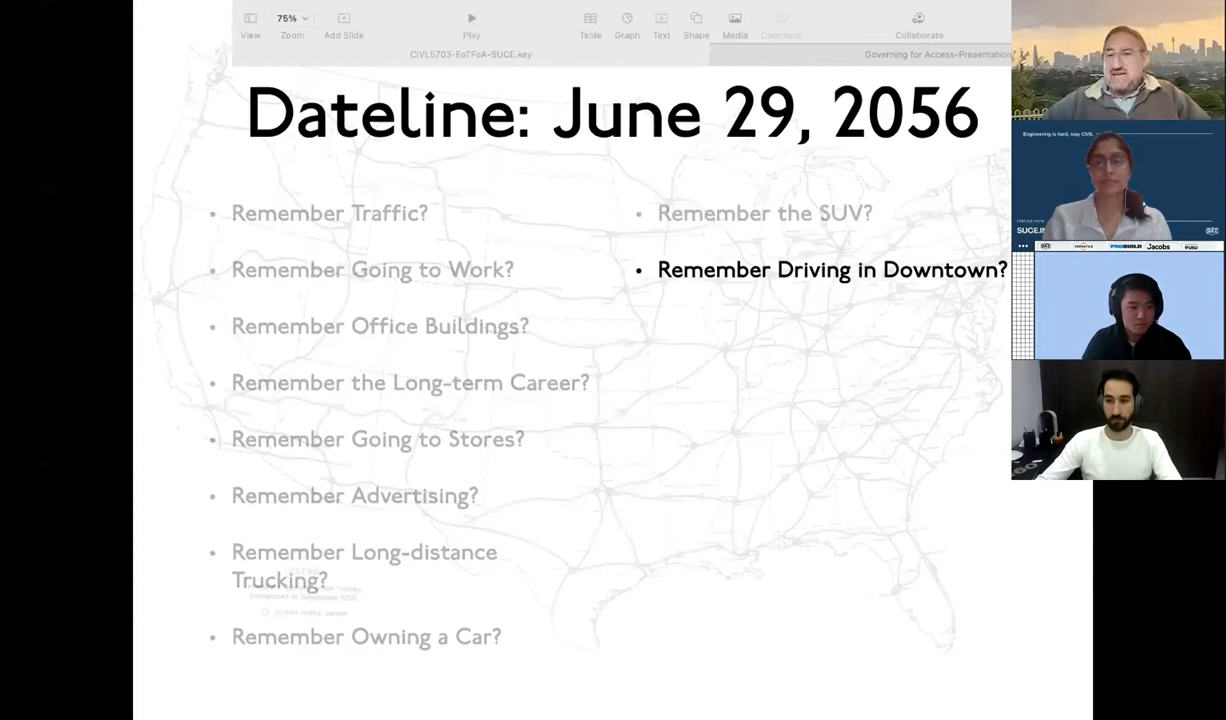 75%
View
Zoom
Add Slide
Play
Table
Graph
Text
Shape
Media
Comment
Collaborate
CIVL5703-EoTFoA-SUCE.key
Governing for Access-Presentation
Dateline: June 29, 2056
• Remember Traffic?
• Remember Going to Work?
• Remember Office Buildings?
• Remember the Long-term Career?
• Remember Going to Stores?
• Remember Advertising?
• Remember Long-distance
Trucking?
• Remember Owning a Car?
• Remember the SUV?
• Remember Driving in Downtown?
Engineering is hard, stay CIVIL
SUCE.IN
PROBUILD
Jacobs